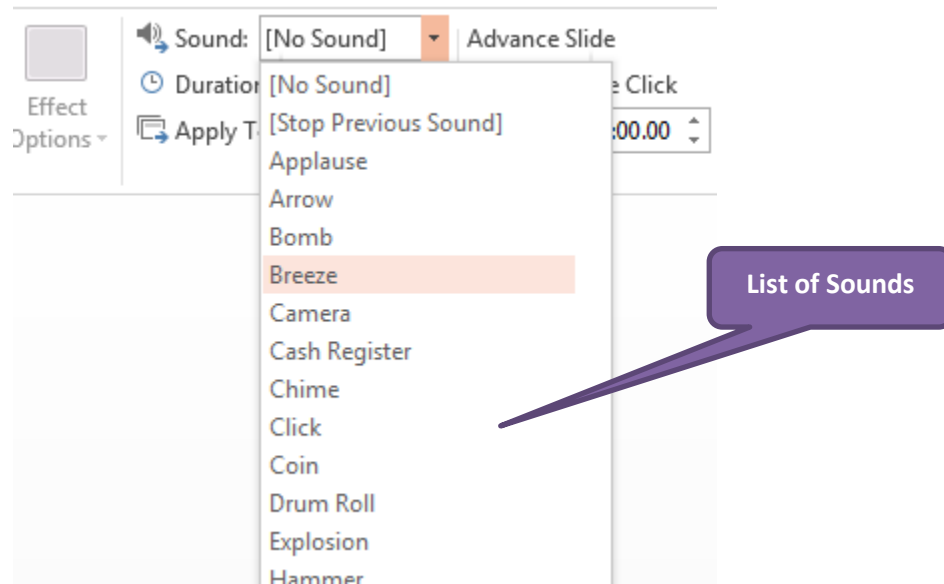 Sound: [No Sound] Advance Slide
Effect
Options
Duration
Click
Apply T
:00.00
[No Sound]
[Stop Previous Sound]
Applause
Arrow
Bomb
Breeze
Camera
Cash Register
Chime
Click
Coin
Drum Roll
Explosion
Hammer
List of Sounds